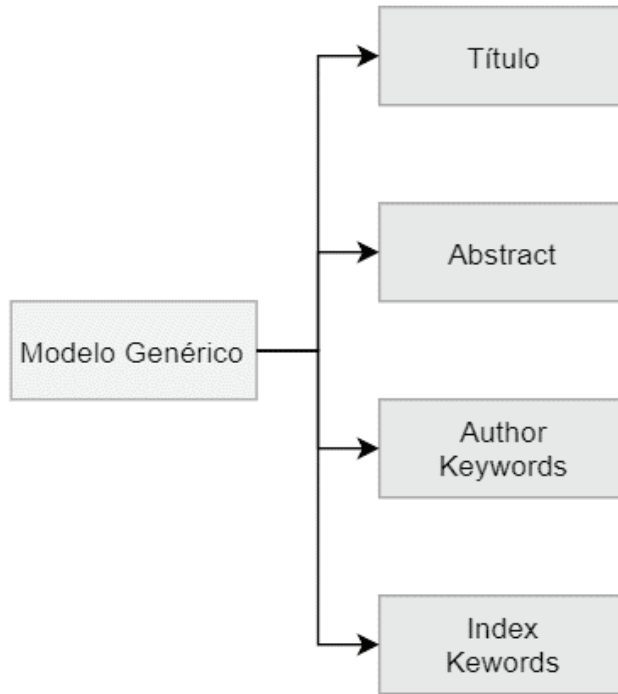 Título
Abstract
Modelo Genérico
Author
Keywords
Index
Kewords